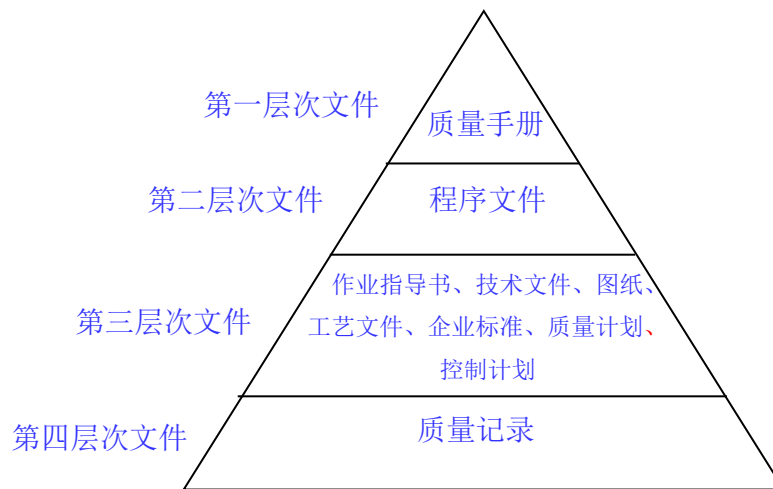 第一层次文件
质量手册
第二层次文件
程序文件
作业指导书、技术文件、图纸、
第三层次文件
工艺文件、企业标准、质量计划、
控制计划
第四层次文件
质量记录